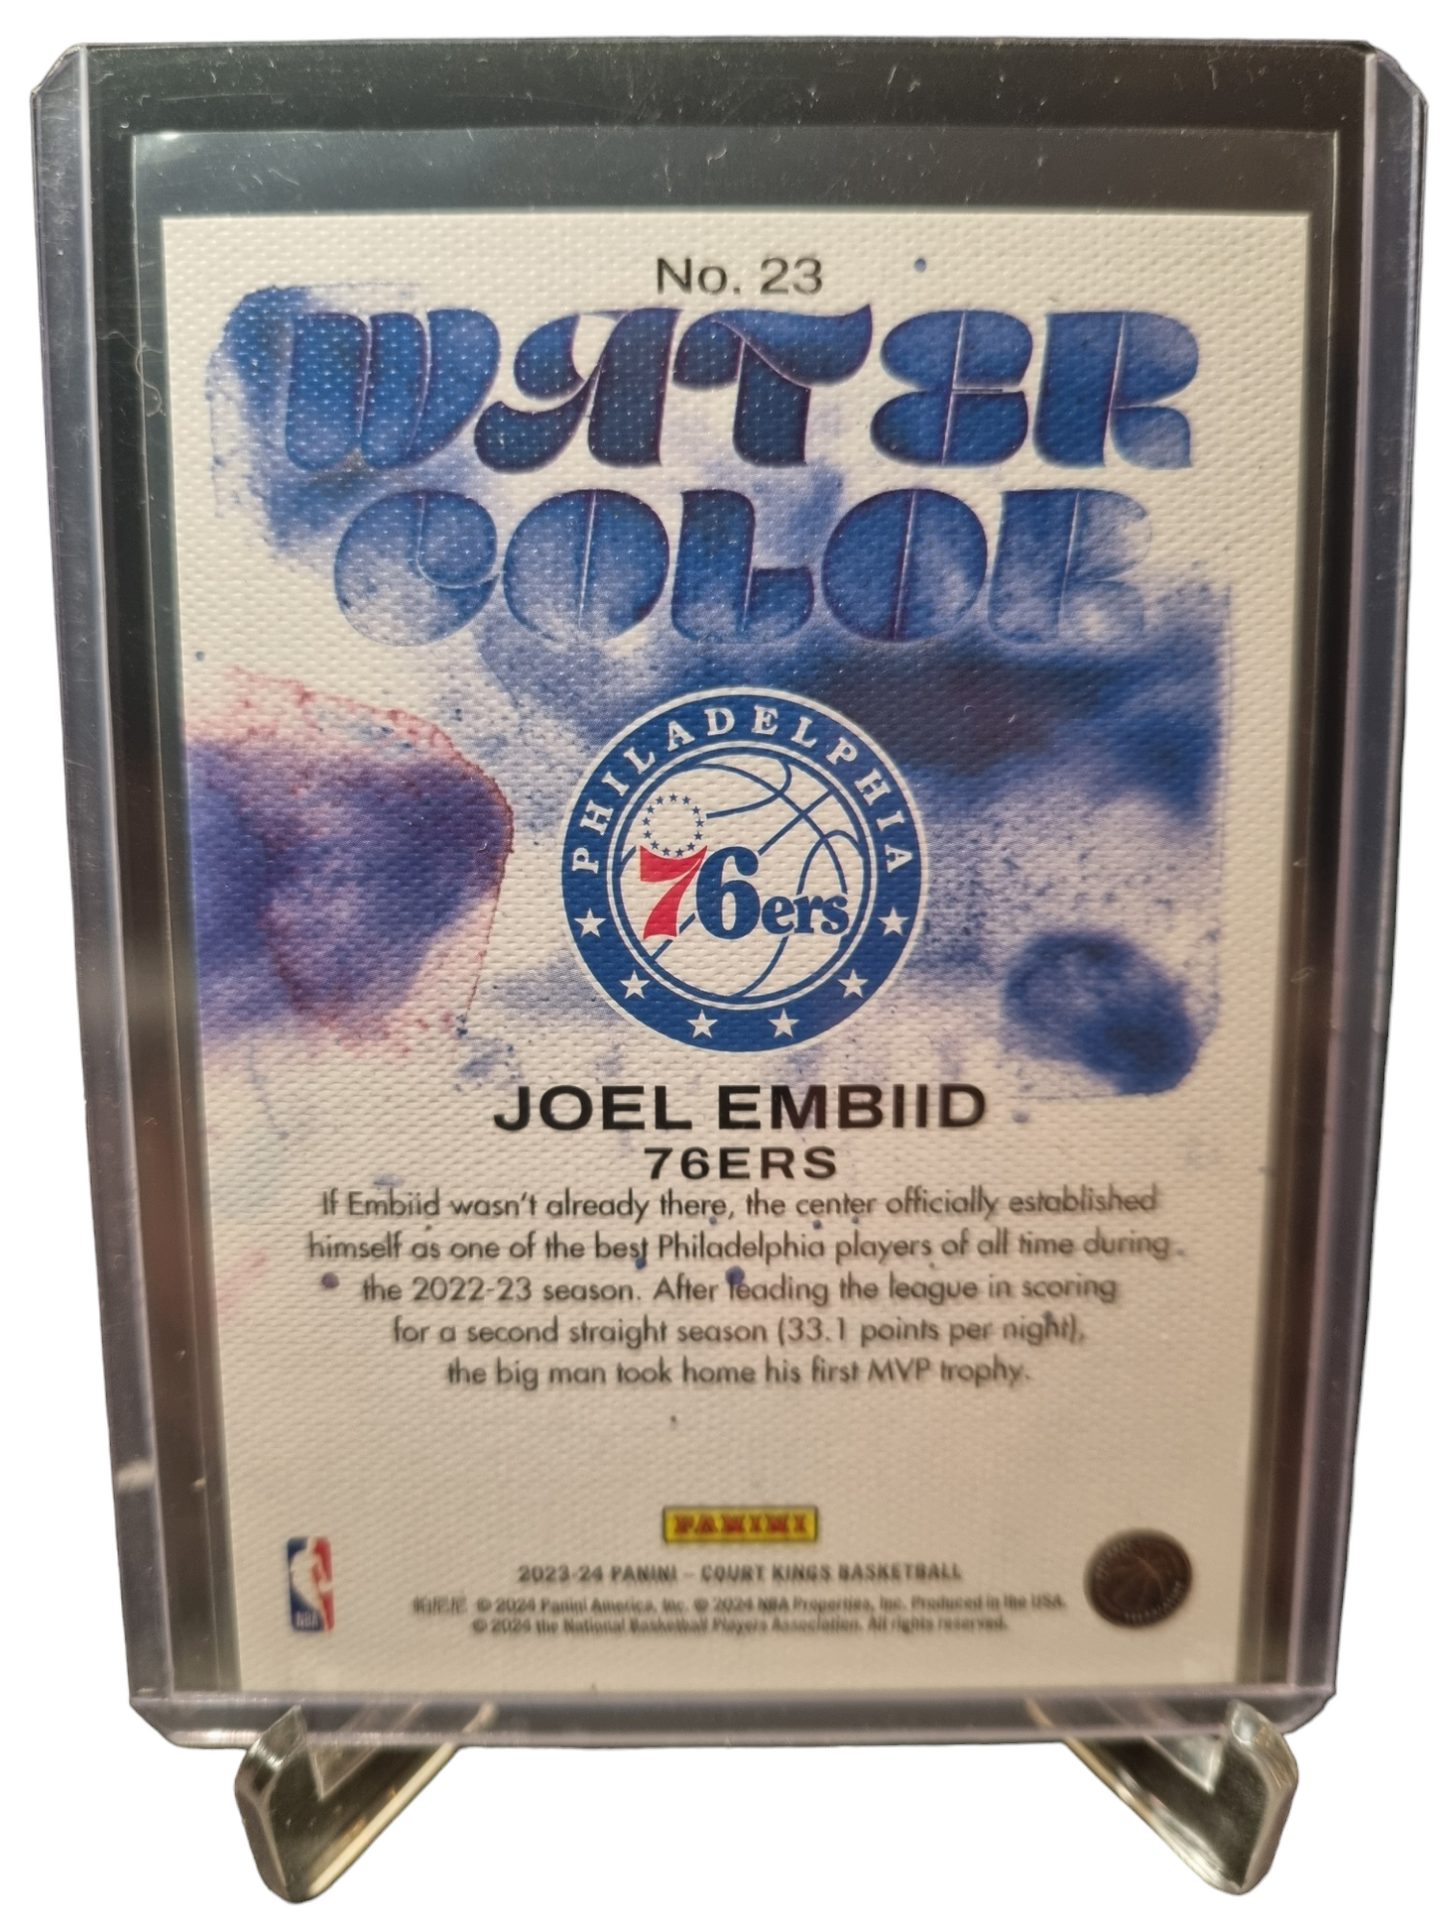 No. 23
WATER
COLOR
PHILADELPHIA
76ers
JOEL EMBIID
76ERS
If Embiid wasn't already there, the center officially established
himself as one of the best Philadelphia players of all time during
the 2022-23 season. After leading the league in scoring
for a second straight season (33.1 points per night),
the big man took home his first MVP trophy.
PANINI
NBA
2023-24 PANINI – COURT KINGS BASKETBALL
© 2024 Panini America, Inc. © 2024 NBA Properties, Inc. Produced in the USA.
© 2024 the National Basketball Players Association. All rights reserved.